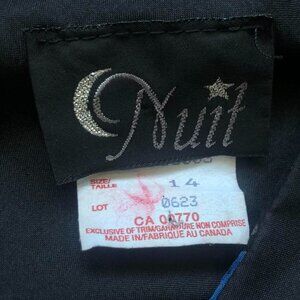 Nuit
SIZE/
TAILLE 14
LOT 0623
CA 00770
EXCLUSIVE OF TRIM/GARNITURE NON COMPRISE
MADE IN/FABRIQUE AU CANADA